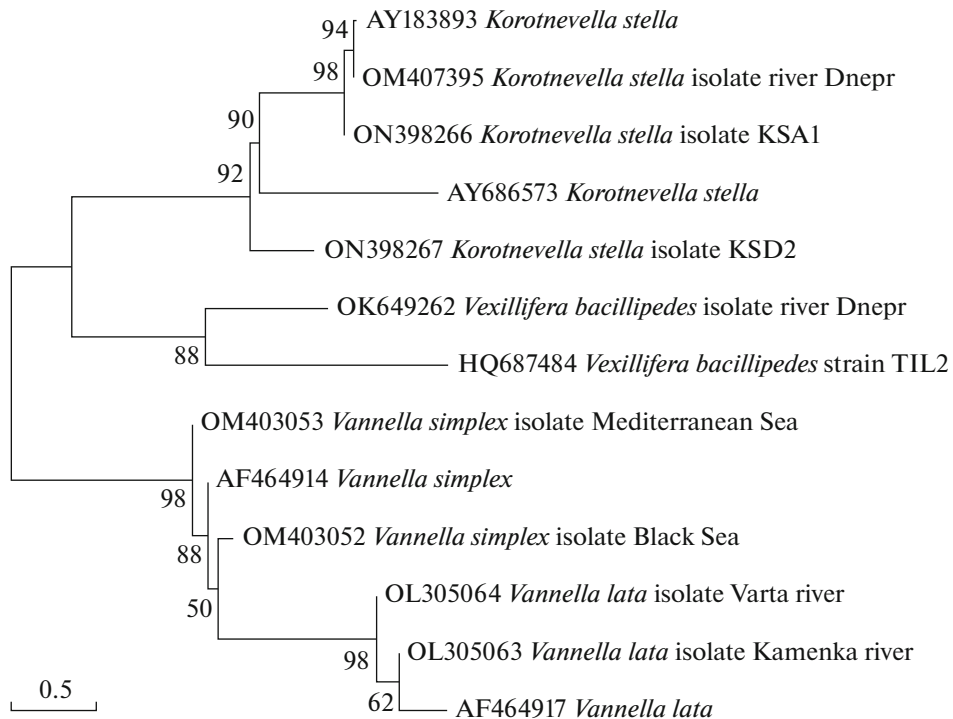 94
AY183893 Korotnevella stella
98
OM407395 Korotnevella stella isolate river Dnepr
90
ON398266 Korotnevella stella isolate KSA1
92
AY686573 Korotnevella stella
ON398267 Korotnevella stella isolate KSD2
OK649262 Vexillifera bacillipedes isolate river Dnepr
88
HQ687484 Vexillifera bacillipedes strain TIL2
OM403053 Vannella simplex isolate Mediterranean Sea
98
AF464914 Vannella simplex
88
OM403052 Vannella simplex isolate Black Sea
50
OL305064 Vannella lata isolate Varta river
98
OL305063 Vannella lata isolate Kamenka river
0.5
62
AF464917 Vannella lata